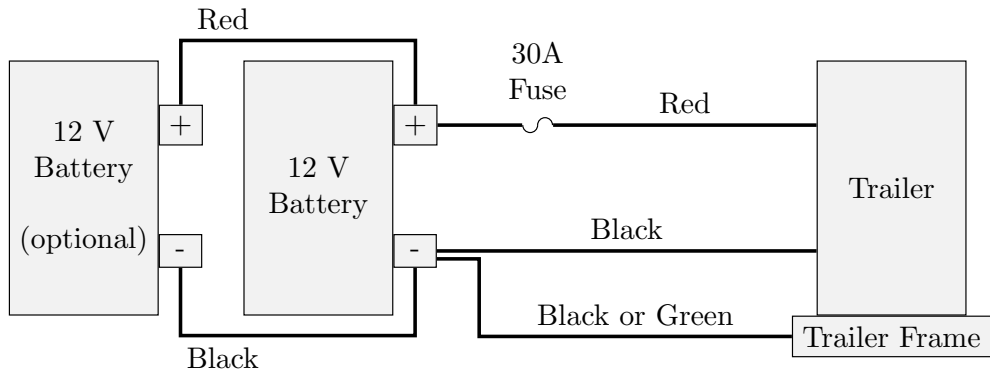 Red
30A
Fuse
Red
12 V
Battery
(optional)
+
-
12 V
Battery
+
-
Trailer
Black
Black or Green
Trailer Frame
Black